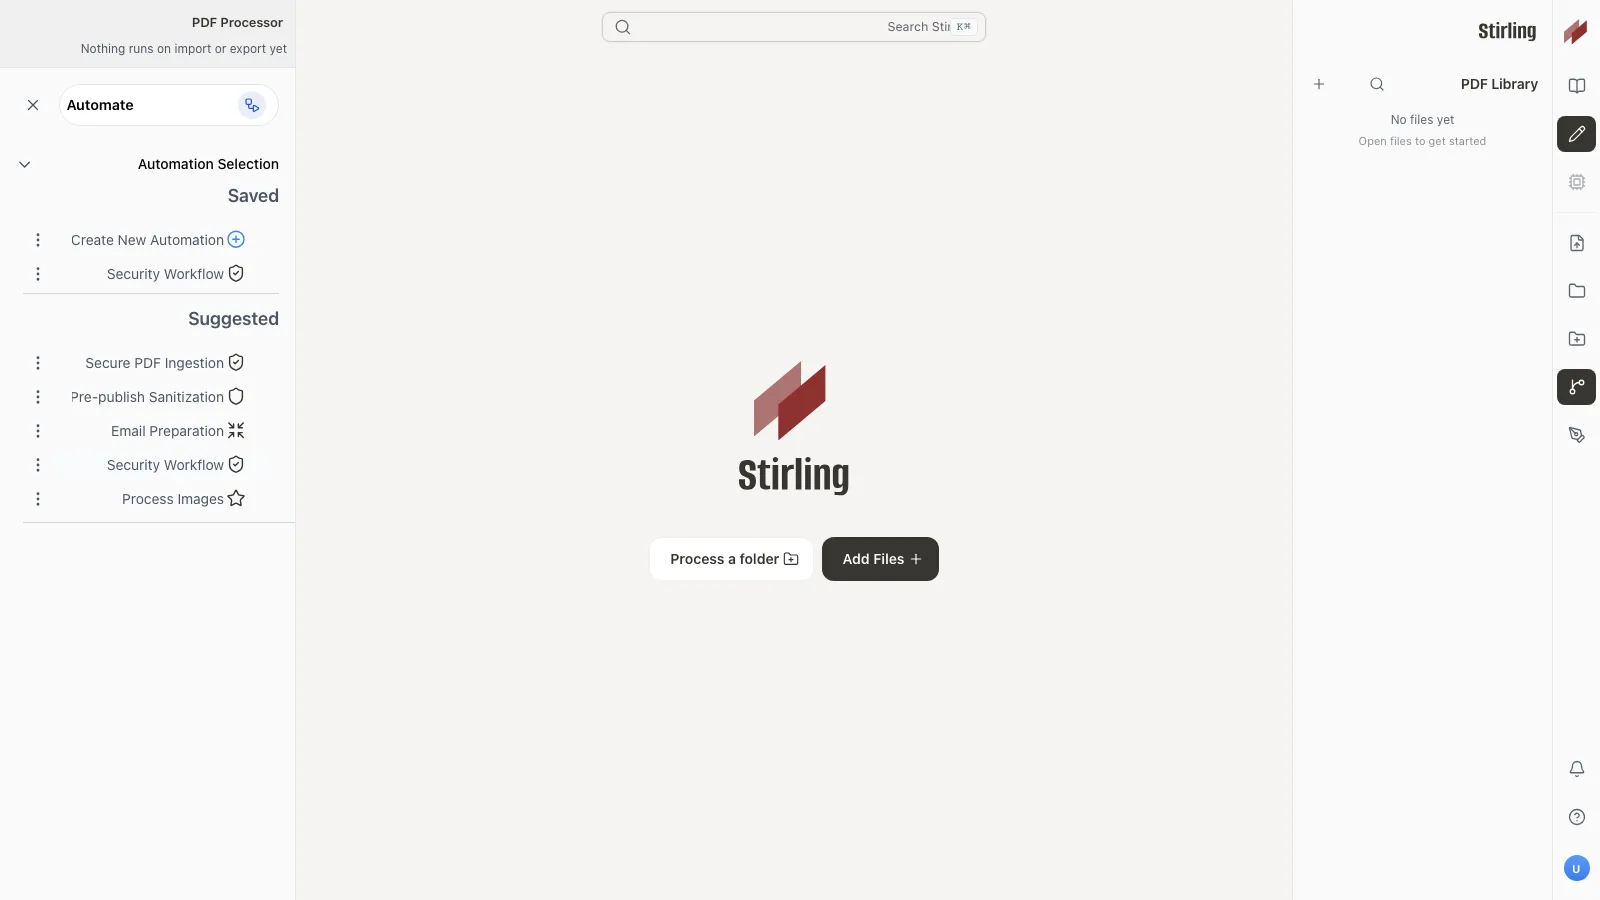 PDF Processor
Nothing runs on import or export yet
Automate
Automation Selection
Saved
Create New Automation
Security Workflow
Suggested
Secure PDF Ingestion
Pre-publish Sanitization
Email Preparation
Security Workflow
Process Images
Search Stir
K⌘
Stirling
Process a folder
Add Files
Stirling
PDF Library
No files yet
Open files to get started
U